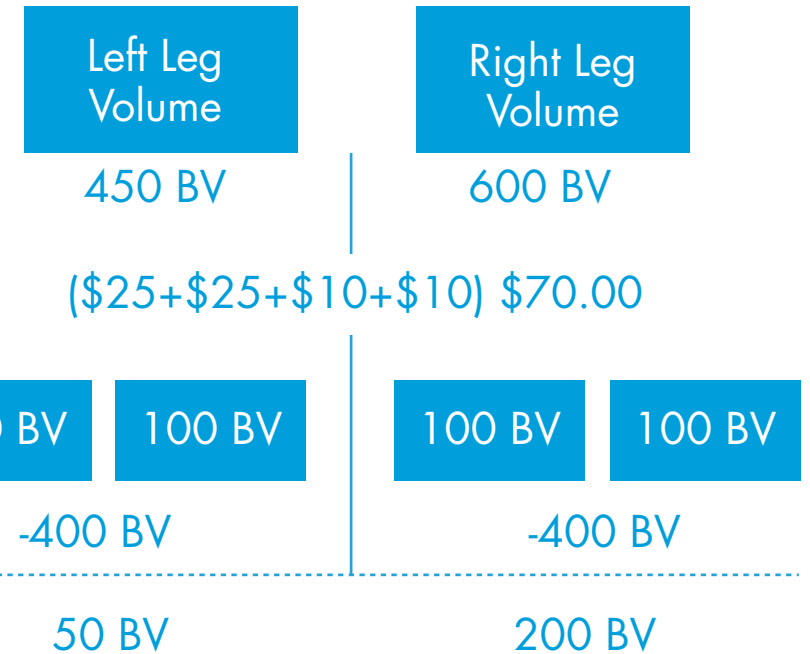 Left Leg
Volume
Right Leg
Volume
450 BV
600 BV
($25+$25+$10+$10) $70.00
BV
100 BV
100 BV
100 BV
-400 BV
-400 BV
50 BV
200 BV